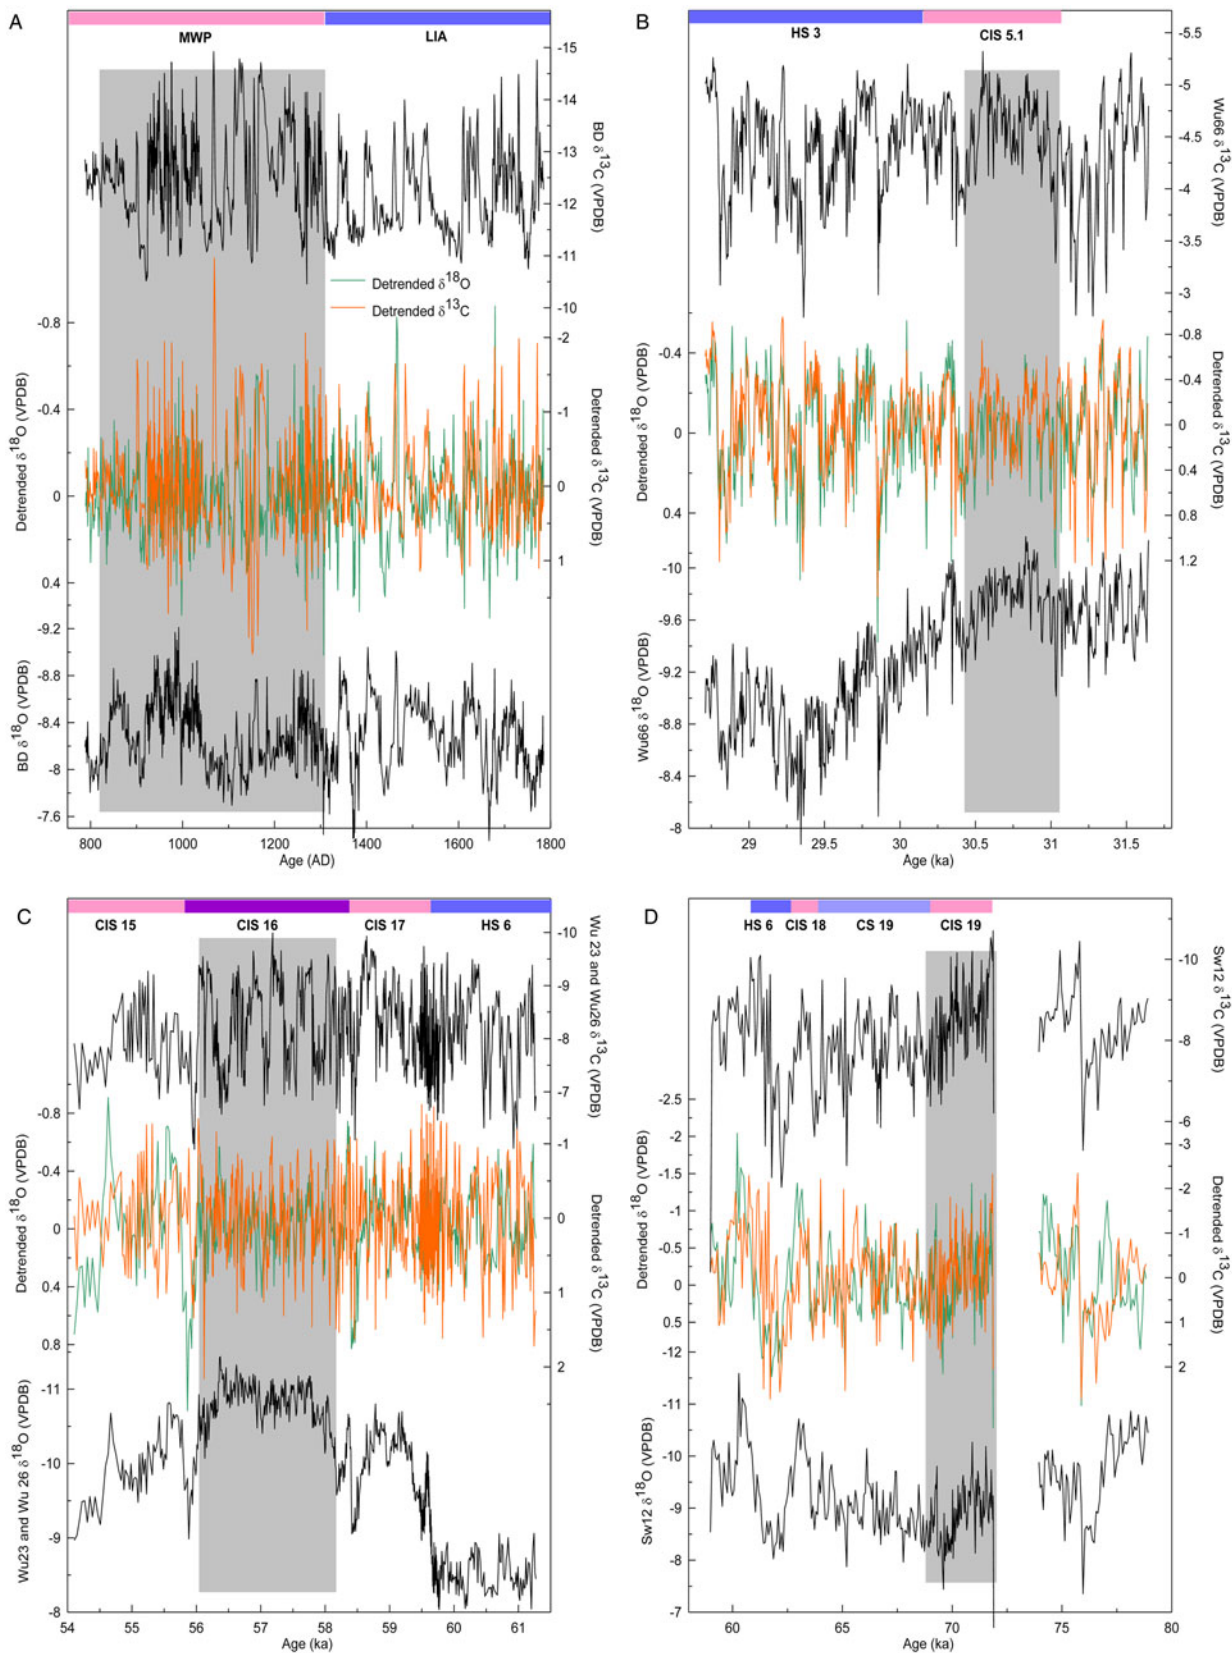 A
MWP
LIA
-15
-14
-13
-12
-11
-10
BD δ13C (VPDB)
Detrended δ18O
Detrended δ13C
-0.8
-0.4
0
0.4
Detrended δ18O (VPDB)
-2
-1
0
1
Detrended δ13C (VPDB)
-9.2
-8.8
-8.4
-8
-7.6
BD δ18O (VPDB)
800
1000
1200
1400
1600
1800
Age (AD)
B
HS 3
CIS 5.1
-5.5
-5
-4.5
-4
-3.5
-3
Wu66 δ13C (VPDB)
-0.4
0
0.4
Detrended δ18O (VPDB)
-0.8
-0.4
0
0.4
0.8
1.2
Detrended δ13C (VPDB)
-10
-9.6
-9.2
-8.8
-8.4
-8
Wu66 δ18O (VPDB)
29
29.5
30
30.5
31
31.5
Age (ka)
C
CIS 15
CIS 16
CIS 17
HS 6
-10
-9
-8
-7
Wu 23 and Wu26 δ13C (VPDB)
-0.8
-0.4
0
0.4
0.8
Detrended δ18O (VPDB)
-1
0
1
2
Detrended δ13C (VPDB)
-11
-10
-9
-8
Wu23 and Wu 26 δ18O (VPDB)
54
55
56
57
58
59
60
61
Age (ka)
D
HS 6
CIS 18
CS 19
CIS 19
-10
-8
-6
Sw12 δ13C (VPDB)
-2.5
-2
-1.5
-1
-0.5
0
0.5
Detrended δ18O (VPDB)
-3
-2
-1
0
1
2
Detrended δ13C (VPDB)
-12
-11
-10
-9
-8
-7
Sw12 δ18O (VPDB)
60
65
70
75
80
Age (ka)